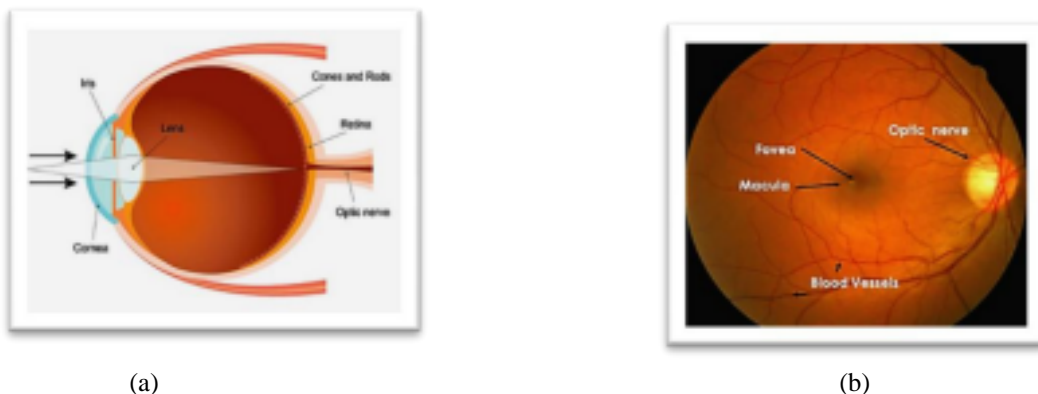 Iris
Lens
Cones and Rods
Retina
Optic nerve
Cornea
(a)
Optic nerve
Fovea
Macula
Blood Vessels
(b)